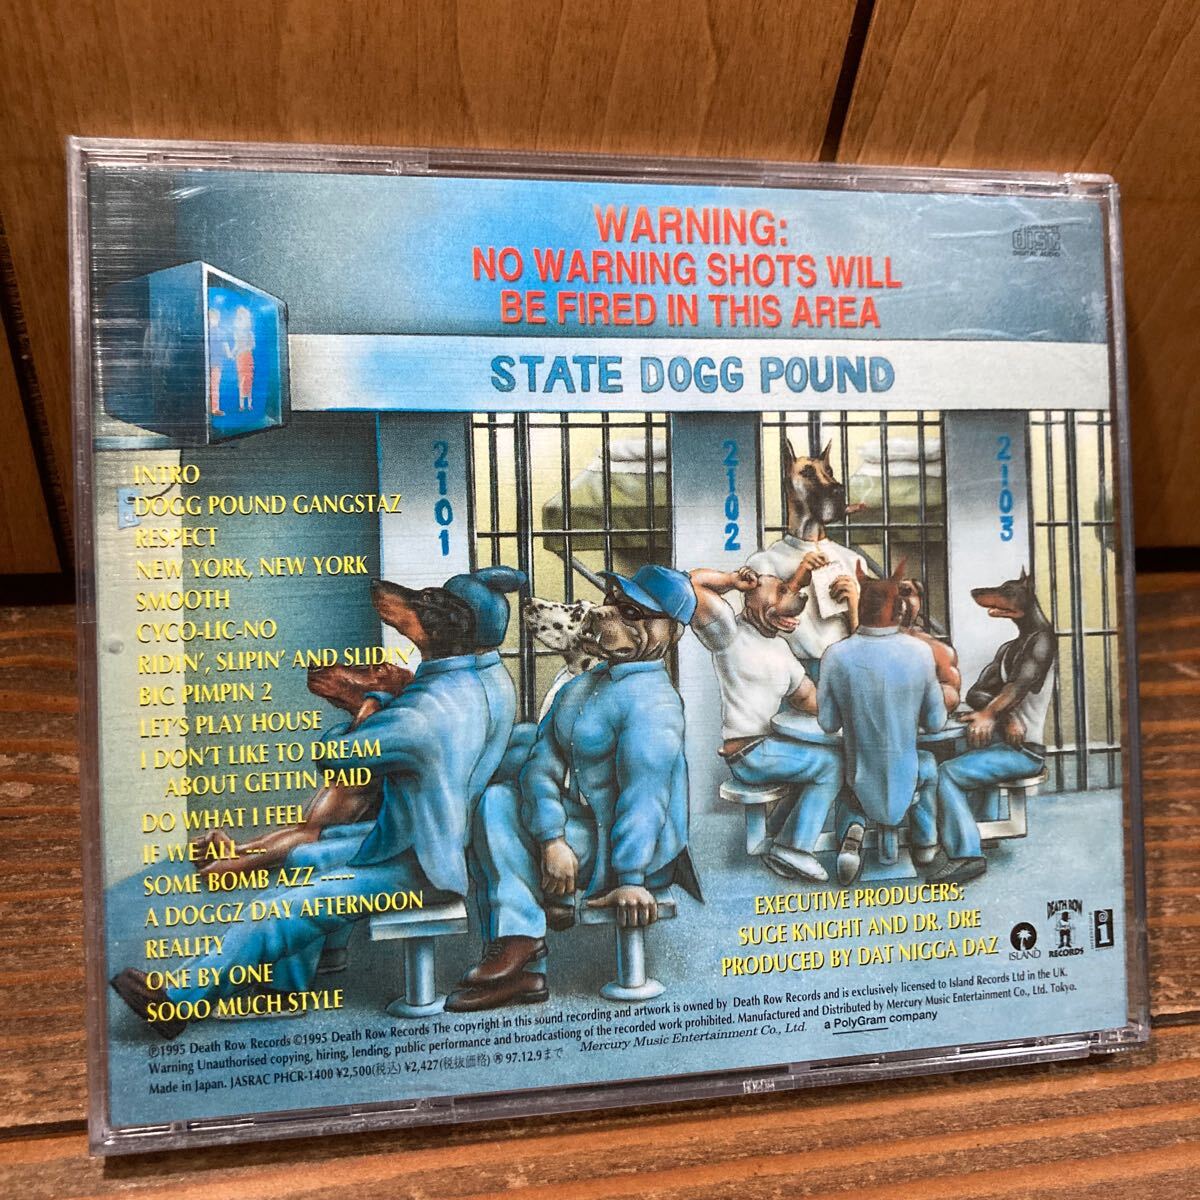 WARNING:
NO WARNING SHOTS WILL
BE FIRED IN THIS AREA
disc
DIGITAL AUDIO
STATE DOGG POUND
2101
2102
2103
INTRO
DOGG POUND GANGSTAZ
RESPECT
NEW YORK, NEW YORK
SMOOTH
CYCO-LIC-NO
RIDIN', SLIPIN' AND SLIDIN'
BIG PIMPIN 2
LET'S PLAY HOUSE
I DON'T LIKE TO DREAM
ABOUT GETTIN PAID
DO WHAT I FEEL
IF WE ALL ---
SOME BOMB AZZ -----
A DOGGZ DAY AFTERNOON
REALITY
ONE BY ONE
SOOO MUCH STYLE
EXECUTIVE PRODUCERS:
SUGE KNIGHT AND DR. DRE
PRODUCED BY DAT NIGGA DAZ
ISLAND
DEATH ROW
RECORDS
℗1995 Death Row Records ©1995 Death Row Records The copyright in this sound recording and artwork is owned by Death Row Records and is exclusively licensed to Island Records Ltd in the UK.
Warning Unauthorised copying, hiring, lending, public performance and broadcastiong of the recorded work prohibited. Manufactured and Distributed by Mercury Music Entertainment Co., Ltd. Tokyo.
Mercury Music Entertainment Co., Ltd. a PolyGram company
Made in Japan. JASRAC PHCR-1400 ¥2,500(税込) ¥2,427(税抜価格) Ⓡ 97.12.9まで